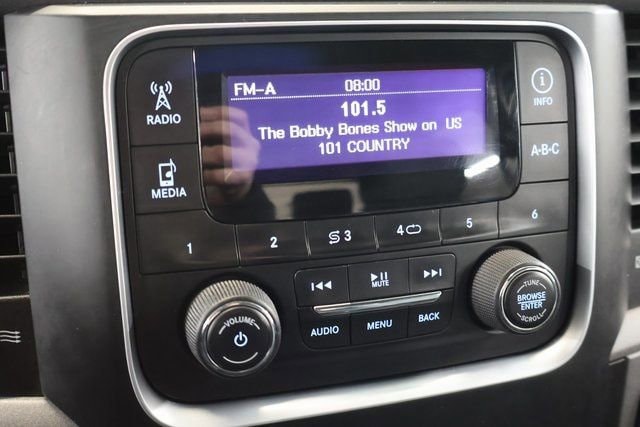 FM-A 08:00
101.5
The Bobby Bones Show on US
101 COUNTRY
RADIO
MEDIA
INFO
A-B-C
1 2 3 4 5 6
MUTE
AUDIO MENU BACK
VOLUME
TUNE
BROWSE
ENTER
SCROLL